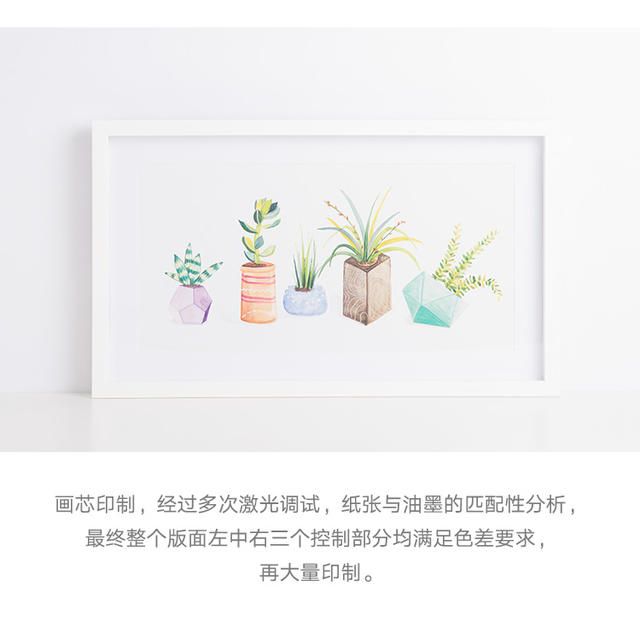 画芯印制，经过多次激光调试，纸张与油墨的匹配性分析，
最终整个版面左中右三个控制部分均满足色差要求，
再大量印制。